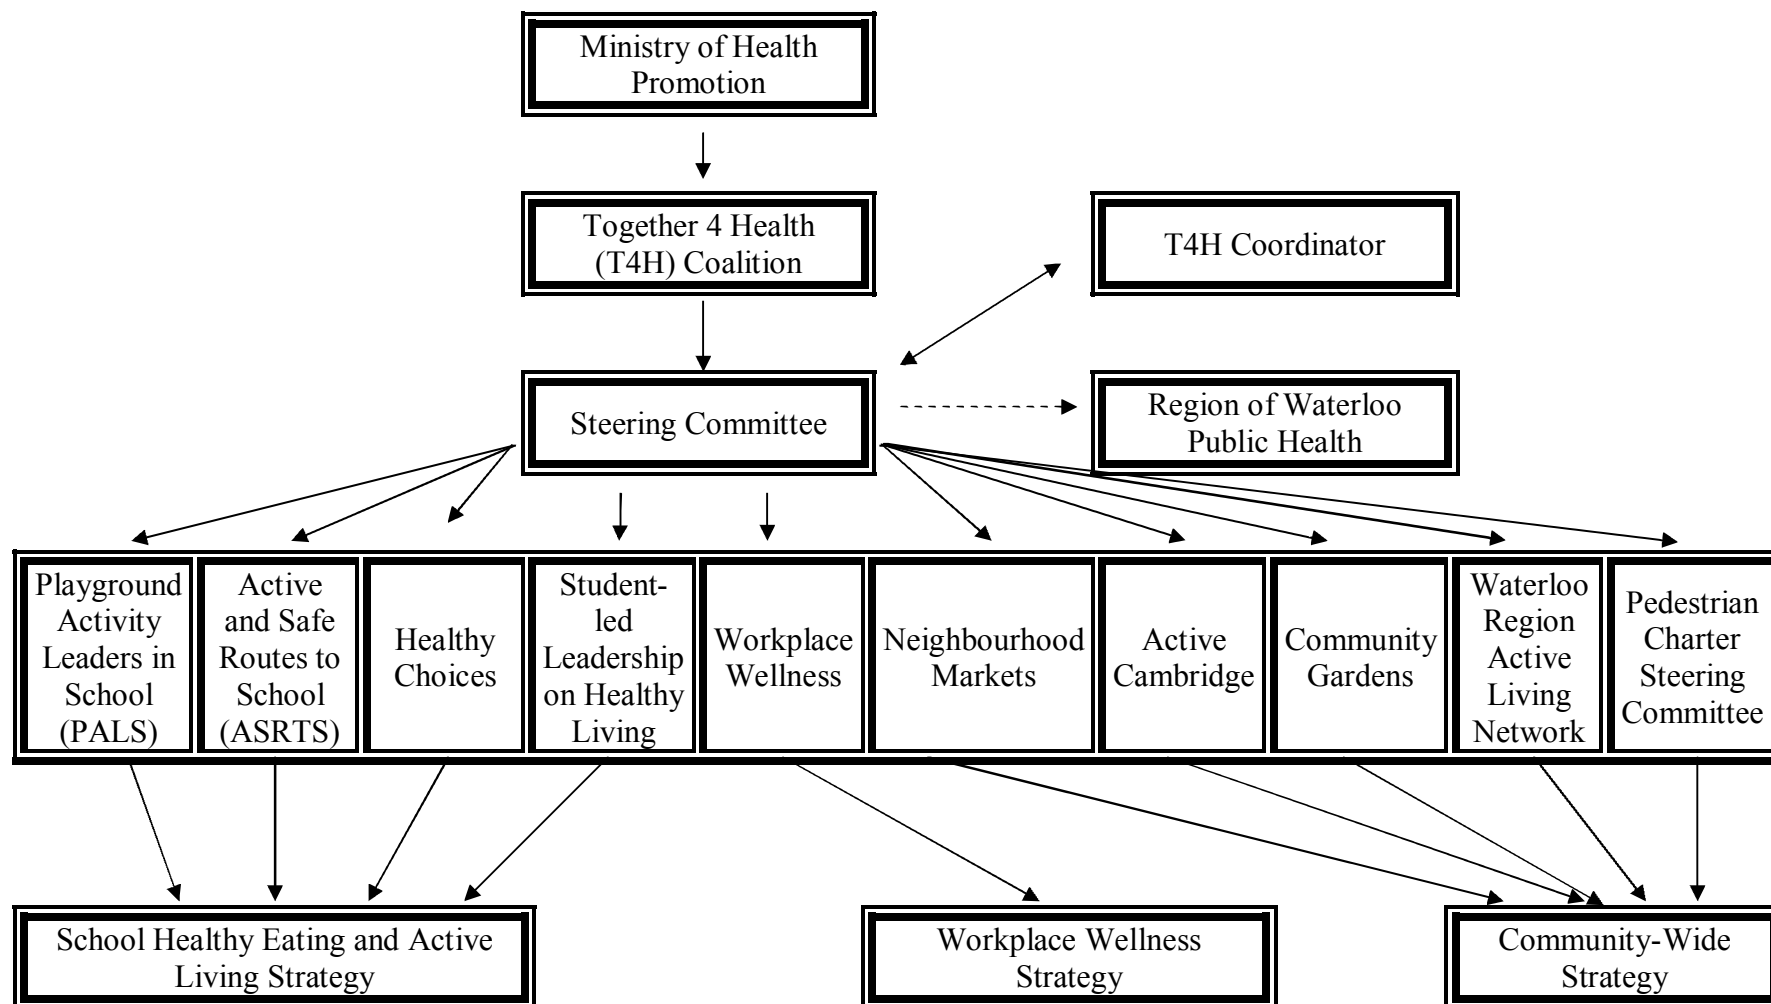 Ministry of Health
Promotion
Together 4 Health
(T4H) Coalition
T4H Coordinator
Steering Committee
Region of Waterloo
Public Health
Playground
Activity
Leaders in
School
(PALS)
Active
and Safe
Routes to
School
(ASRTS)
Healthy
Choices
Student-
led
Leadership
on Healthy
Living
Workplace
Wellness
Neighbourhood
Markets
Active
Cambridge
Community
Gardens
Waterloo
Region
Active
Living
Network
Pedestrian
Charter
Steering
Committee
School Healthy Eating and Active
Living Strategy
Workplace Wellness
Strategy
Community-Wide
Strategy